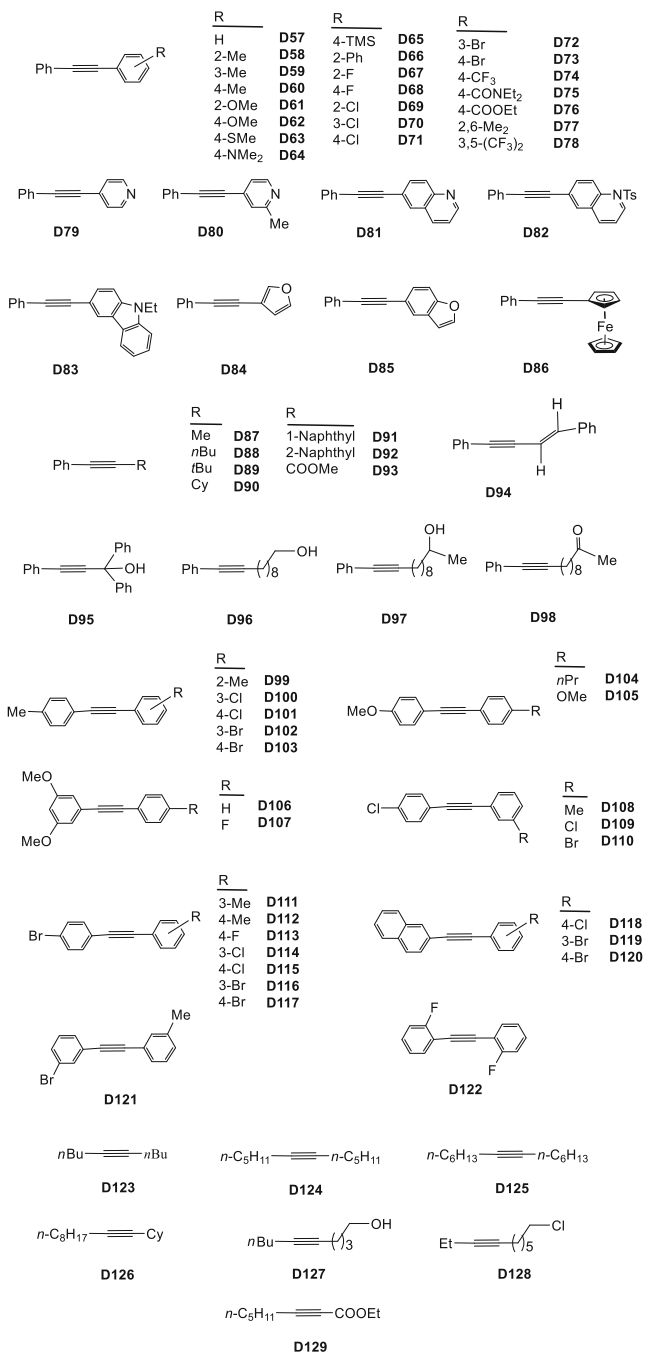 R R R
H D57 4-TMS D65 3-Br D72
2-Me D58 2-Ph D66 4-Br D73
3-Me D59 2-F D67 4-CF3 D74
4-Me D60 4-F D68 4-CONEt2 D75
2-OMe D61 2-Cl D69 4-COOEt D76
4-OMe D62 3-Cl D70 2,6-Me2 D77
4-SMe D63 4-Cl D71 3,5-(CF3)2 D78
4-NMe2 D64
Ph R
Ph N Ph N Me Ph N Ph NTs
D79 D80 D81 D82
Ph NEt Ph O Ph O Ph Fe
D83 D84 D85 D86
R R
Me D87 1-Naphthyl D91
nBu D88 2-Naphthyl D92
tBu D89 COOMe D93
Cy D90
Ph R
Ph H H Ph
D94
Ph Ph OH Ph Ph ( )8 OH Ph ( )8 OH Me Ph ( )8 O Me
D95 D96 D97 D98
R
2-Me D99
3-Cl D100
4-Cl D101
3-Br D102
4-Br D103
Me R
R
nPr D104
OMe D105
MeO R
MeO MeO R
R
H D106
F D107
Cl R
R
Me D108
Cl D109
Br D110
R
3-Me D111
4-Me D112
4-F D113
3-Cl D114
4-Cl D115
3-Br D116
4-Br D117
Br R
R
4-Cl D118
3-Br D119
4-Br D120
R
Br Me F F
D121 D122
nBu nBu n-C5H11 n-C5H11 n-C6H13 n-C6H13
D123 D124 D125
n-C8H17 Cy nBu ( )3 OH Et ( )5 Cl
D126 D127 D128
n-C5H11 COOEt
D129